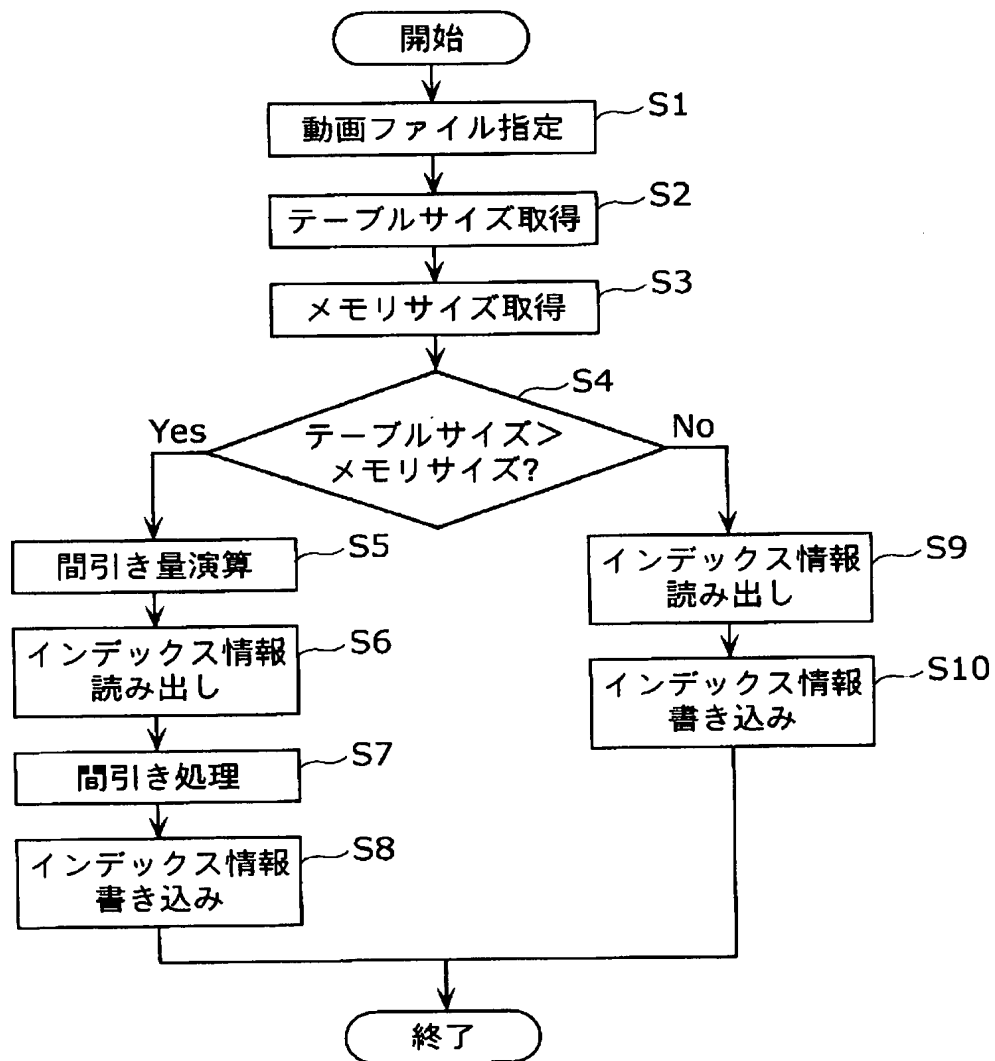 開始
S1
動画ファイル指定
S2
テーブルサイズ取得
S3
メモリサイズ取得
S4
テーブルサイズ＞
メモリサイズ?
Yes
No
S5
間引き量演算
S6
インデックス情報
読み出し
S7
間引き処理
S8
インデックス情報
書き込み
S9
インデックス情報
読み出し
S10
インデックス情報
書き込み
終了